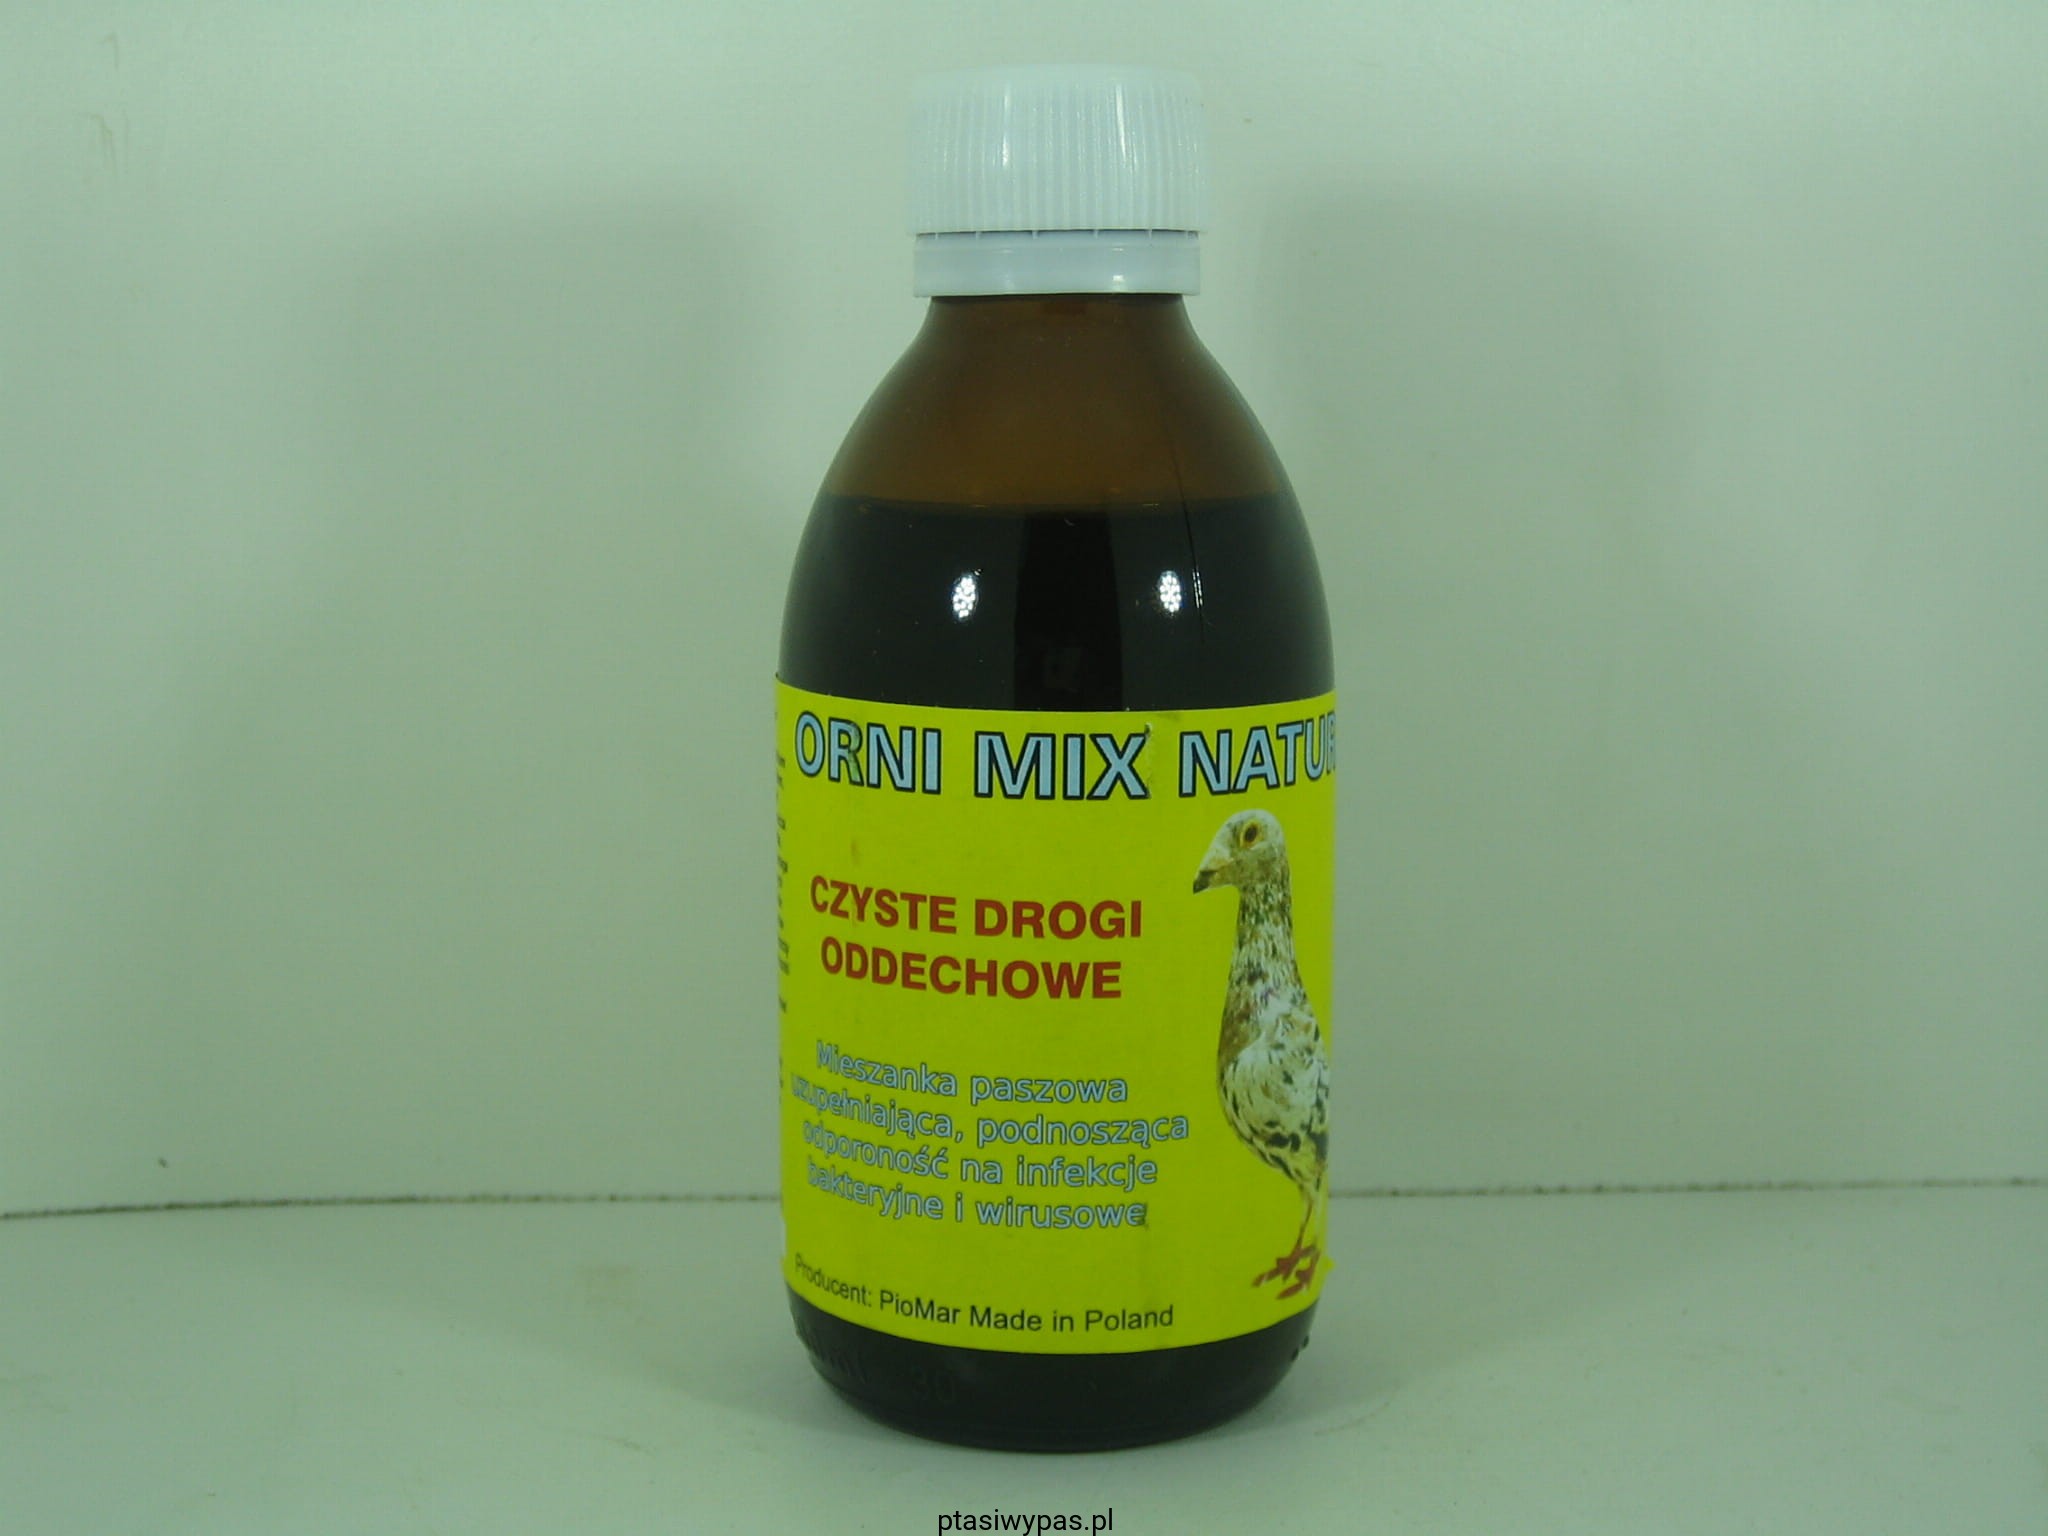 ORNI MIX NATUR
CZYSTE DROGI
ODDECHOWE
Mieszanka paszowa
uzupełniająca, podnosząca
odporoność na infekcje
bakteryjne i wirusowe
Producent: PioMar Made in Poland
30
ptasiwypas.pl